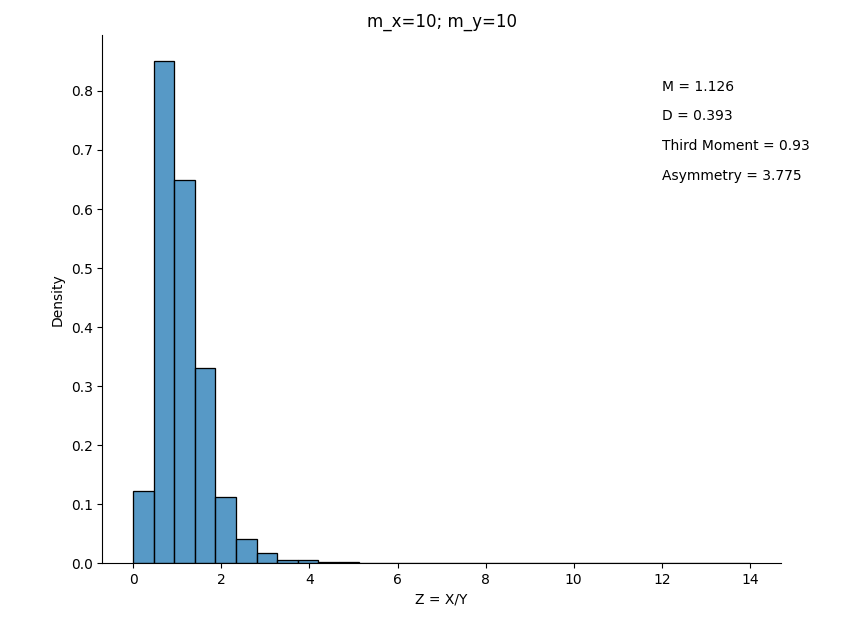 m_x=10; m_y=10
M = 1.126
D = 0.393
Third Moment = 0.93
Asymmetry = 3.775
Density
0.8
0.7
0.6
0.5
0.4
0.3
0.2
0.1
0.0
0 2 4 6 8 10 12 14
Z = X/Y